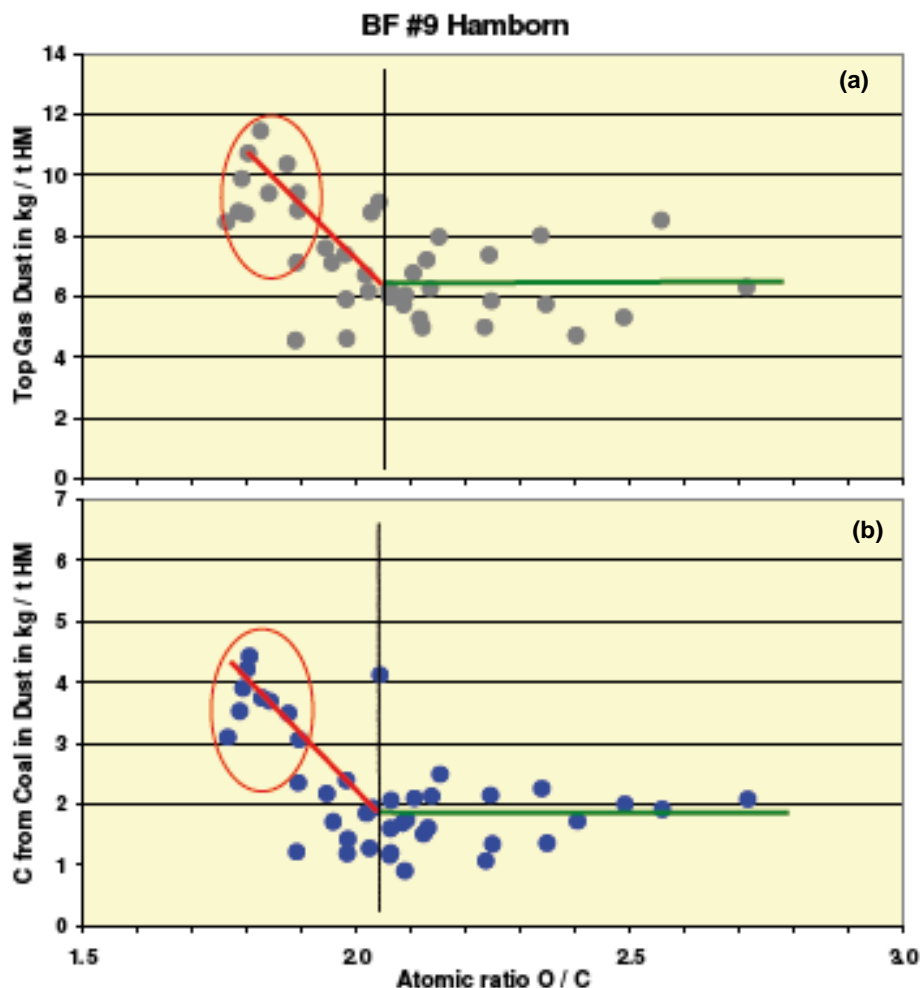 BF #9 Hamborn
14
(a)
12
10
8
6
4
2
0
Top Gas Dust in kg / t HM
7
(b)
6
5
4
3
2
1
0
C from Coal in Dust in kg / t HM
1.5 2.0 2.5 3.0
Atomic ratio O / C